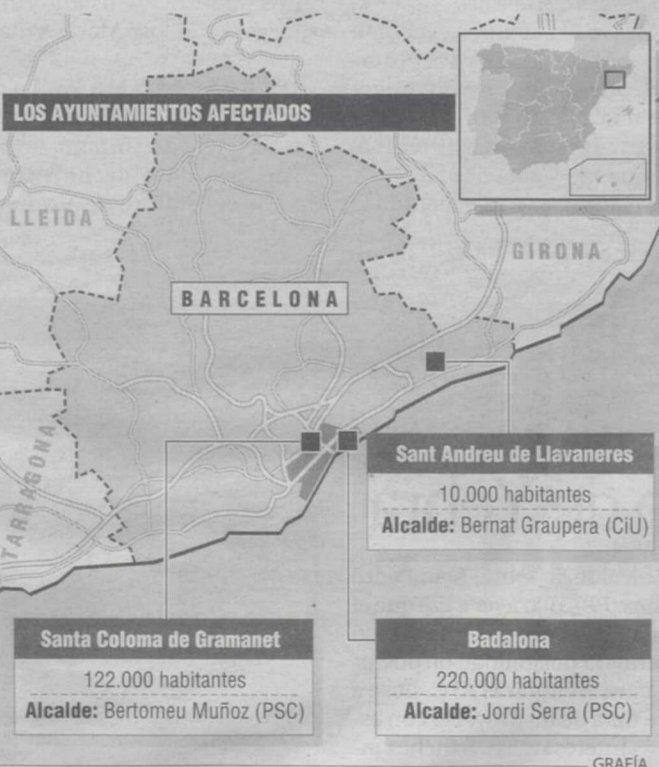 LOS AYUNTAMIENTOS AFECTADOS
LLEIDA
GIRONA
BARCELONA
TARRAGONA
Sant Andreu de Llavaneres
10.000 habitantes
Alcalde: Bernat Graupera (CiU)
Santa Coloma de Gramanet
122.000 habitantes
Alcalde: Bertomeu Muñoz (PSC)
Badalona
220.000 habitantes
Alcalde: Jordi Serra (PSC)
GRAFÍA